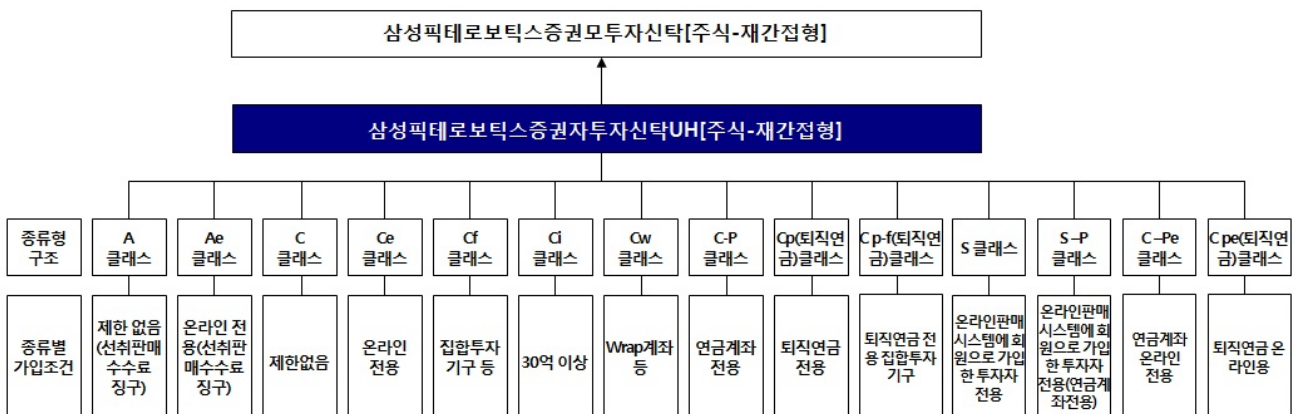 삼성픽테로보틱스증권모투자신탁[주식-재간접형]
삼성픽테로보틱스증권자투자신탁UH[주식-재간접형]
종류형
구조
A
클래스
Ae
클래스
C
클래스
Ce
클래스
Cf
클래스
Ci
클래스
Cw
클래스
C-P
클래스
Cp(퇴직연
금)클래스
C p-f(퇴직연
금)클래스
S 클래스
S –P
클래스
C –Pe
클래스
C pe(퇴직연
금)클래스
종류별
가입조건
제한 없음
(선취판매
수수료
징구)
온라인 전
용(선취판
매수수료
징구)
제한없음
온라인
전용
집합투자
기구 등
30억 이상
Wrap계좌
등
연금계좌
전용
퇴직연금
전용
퇴직연금 전
용 집합투자
기구
온라인판매
시스템에 회
원으로 가입
한 투자자
전용
온라인판매
시스템에 회
원으로 가입
한 투자자
전용(연금계
좌전용)
연금계좌
온라인
전용
퇴직연금 온
라인용